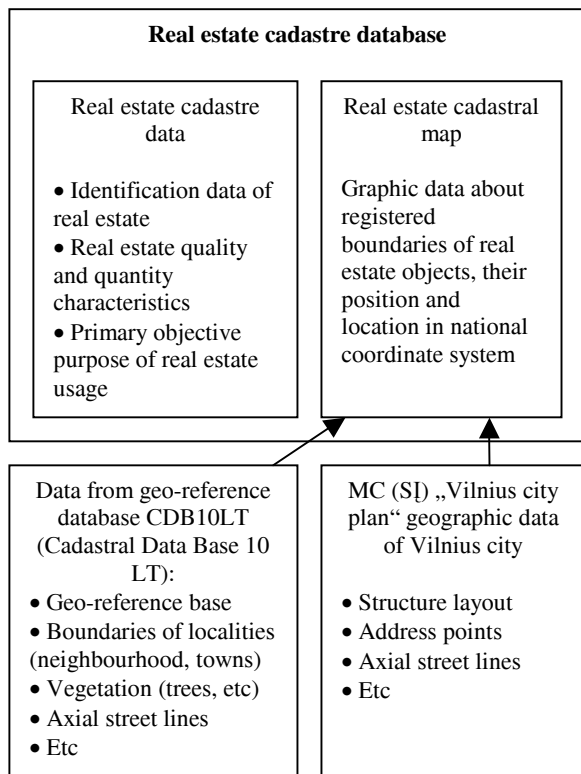 Real estate cadastre database
Real estate cadastre
data
• Identification data of
real estate
• Real estate quality
and quantity
characteristics
• Primary objective
purpose of real estate
usage
Real estate cadastral
map
Graphic data about
registered
boundaries of real
estate objects, their
position and
location in national
coordinate system
Data from geo-reference
database CDB10LT
(Cadastral Data Base 10
LT):
• Geo-reference base
• Boundaries of localities
(neighbourhood, towns)
• Vegetation (trees, etc)
• Axial street lines
• Etc
MC (SĮ) „Vilnius city
plan“ geographic data
of Vilnius city
• Structure layout
• Address points
• Axial street lines
• Etc